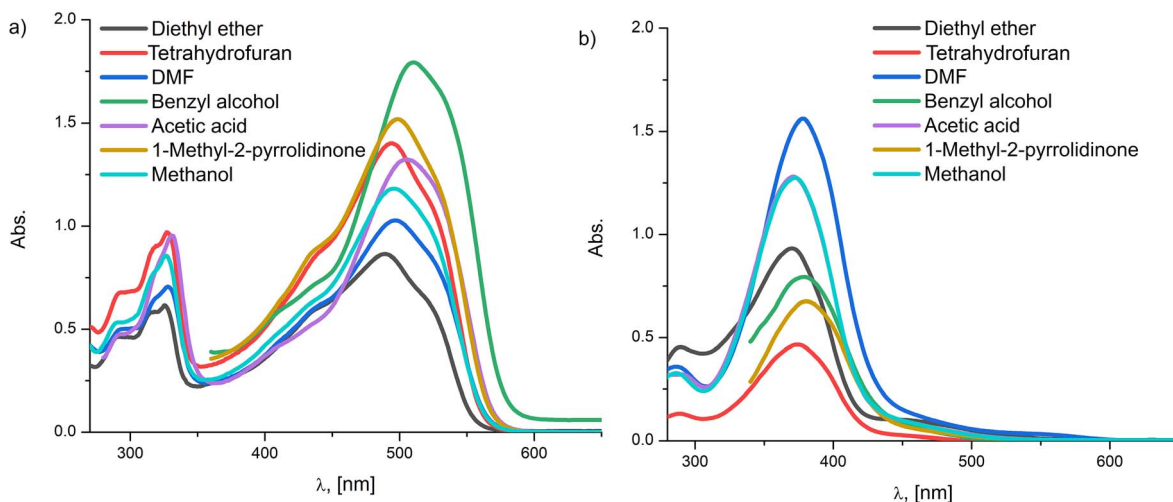 a)
Diethyl ether
Tetrahydrofuran
DMF
Benzyl alcohol
Acetic acid
1-Methyl-2-pyrrolidinone
Methanol
Abs.
2.0
1.5
1.0
0.5
0.0
300
400
500
600
λ, [nm]
b)
Diethyl ether
Tetrahydrofuran
DMF
Benzyl alcohol
Acetic acid
1-Methyl-2-pyrrolidinone
Methanol
Abs.
2.0
1.5
1.0
0.5
0.0
300
400
500
600
λ, [nm]